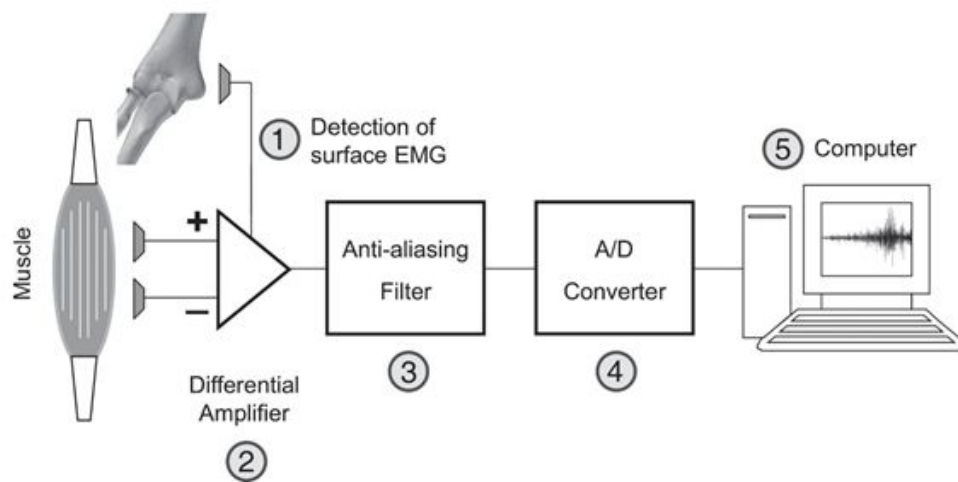 1 Detection of
surface EMG
5 Computer
Muscle
+
−
Anti-aliasing
Filter
A/D
Converter
3
4
Differential
Amplifier
2